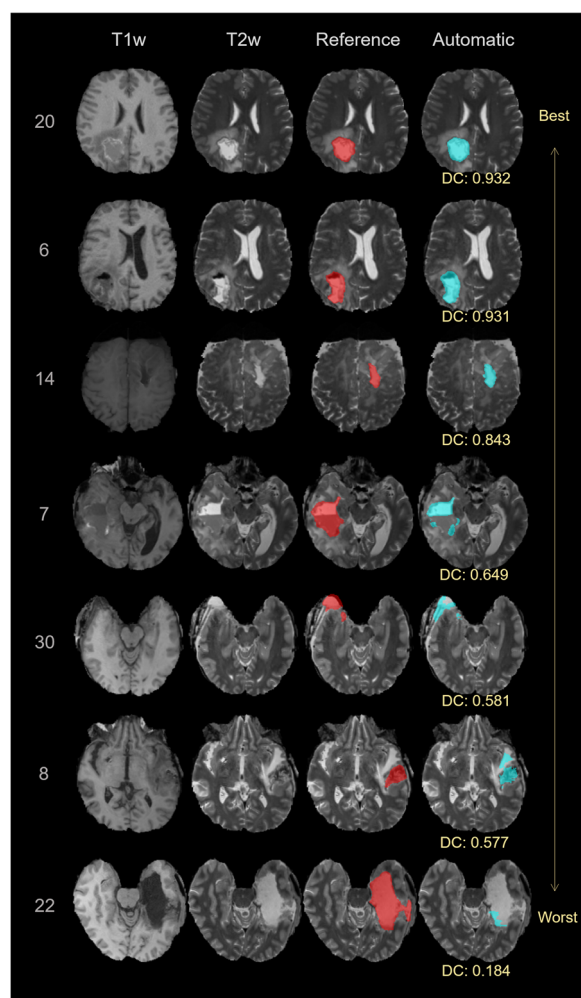 T1w T2w Reference Automatic
20 Best
DC: 0.932
6
DC: 0.931
14
DC: 0.843
7
DC: 0.649
30
DC: 0.581
8
DC: 0.577
22 Worst
DC: 0.184